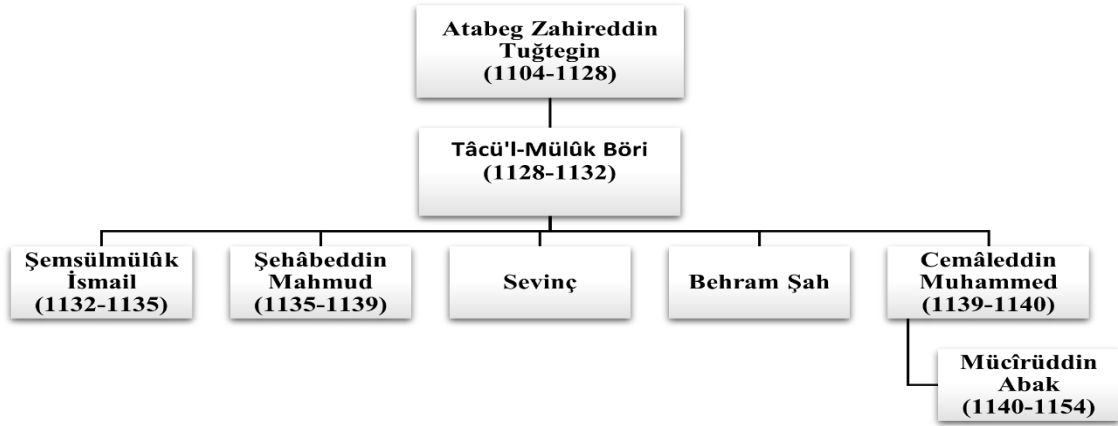 Atabeg Zahireddin
Tuğtegin
(1104-1128)
Tâcü'l-Mülûk Böri
(1128-1132)
Şemsülmülûk
İsmail
(1132-1135)
Şehâbeddin
Mahmud
(1135-1139)
Sevinç
Behram Şah
Cemâleddin
Muhammed
(1139-1140)
Mücîrüddin
Abak
(1140-1154)